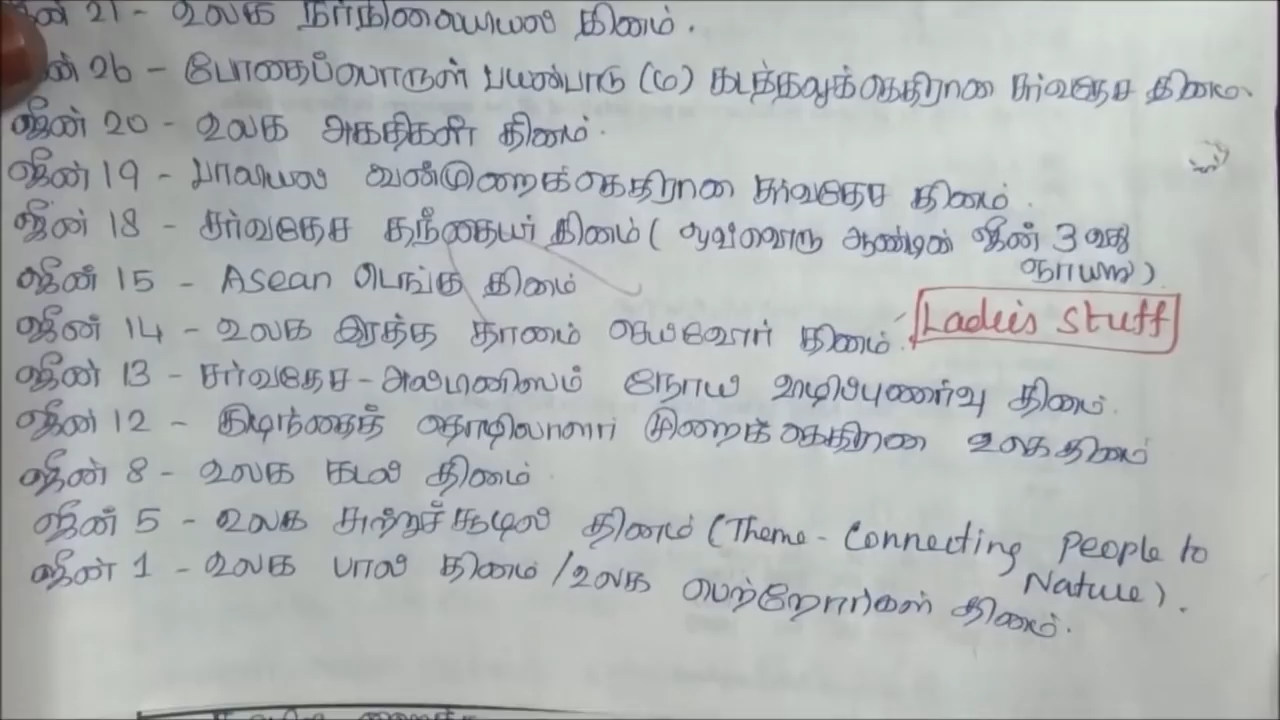 ஜீன் 21 - உலக நீர்நிலையியல் தினம்.
ஜீன் 26 - போதைப்பொருள் பயன்பாடு (ம) கடத்தலுக்கெதிரான சர்வதேச தினம்.
ஜீன் 20 - உலக அகதிகள் தினம்.
ஜீன் 19 - பாலியல் வன்முறைக்கெதிரான சர்வதேச தினம்.
ஜீன் 18 - சர்வதேச தந்தையர் தினம் (ஒவ்வொரு ஆண்டின் ஜீன் 3 வது
ஞாயிறு).
ஜீன் 15 - Asean டெங்கு தினம்
ஜீன் 14 - உலக இரத்த தானம் செய்வோர் தினம்.
Ladies Stuff
ஜீன் 13 - சர்வதேச - அல்பினிஸம் நோய் விழிப்புணர்வு தினம்.
ஜீன் 12 - குழந்தைத் தொழிலாளர் முறைக்கெதிரான உலக தினம்
ஜீன் 8 - உலக கடல் தினம்
ஜீன் 5 - உலக சுற்றுச்சூழல் தினம் (Theme - Connecting People to
Nature).
ஜீன் 1 - உலக பால் தினம் / உலக பெற்றோர்கள் தினம்.